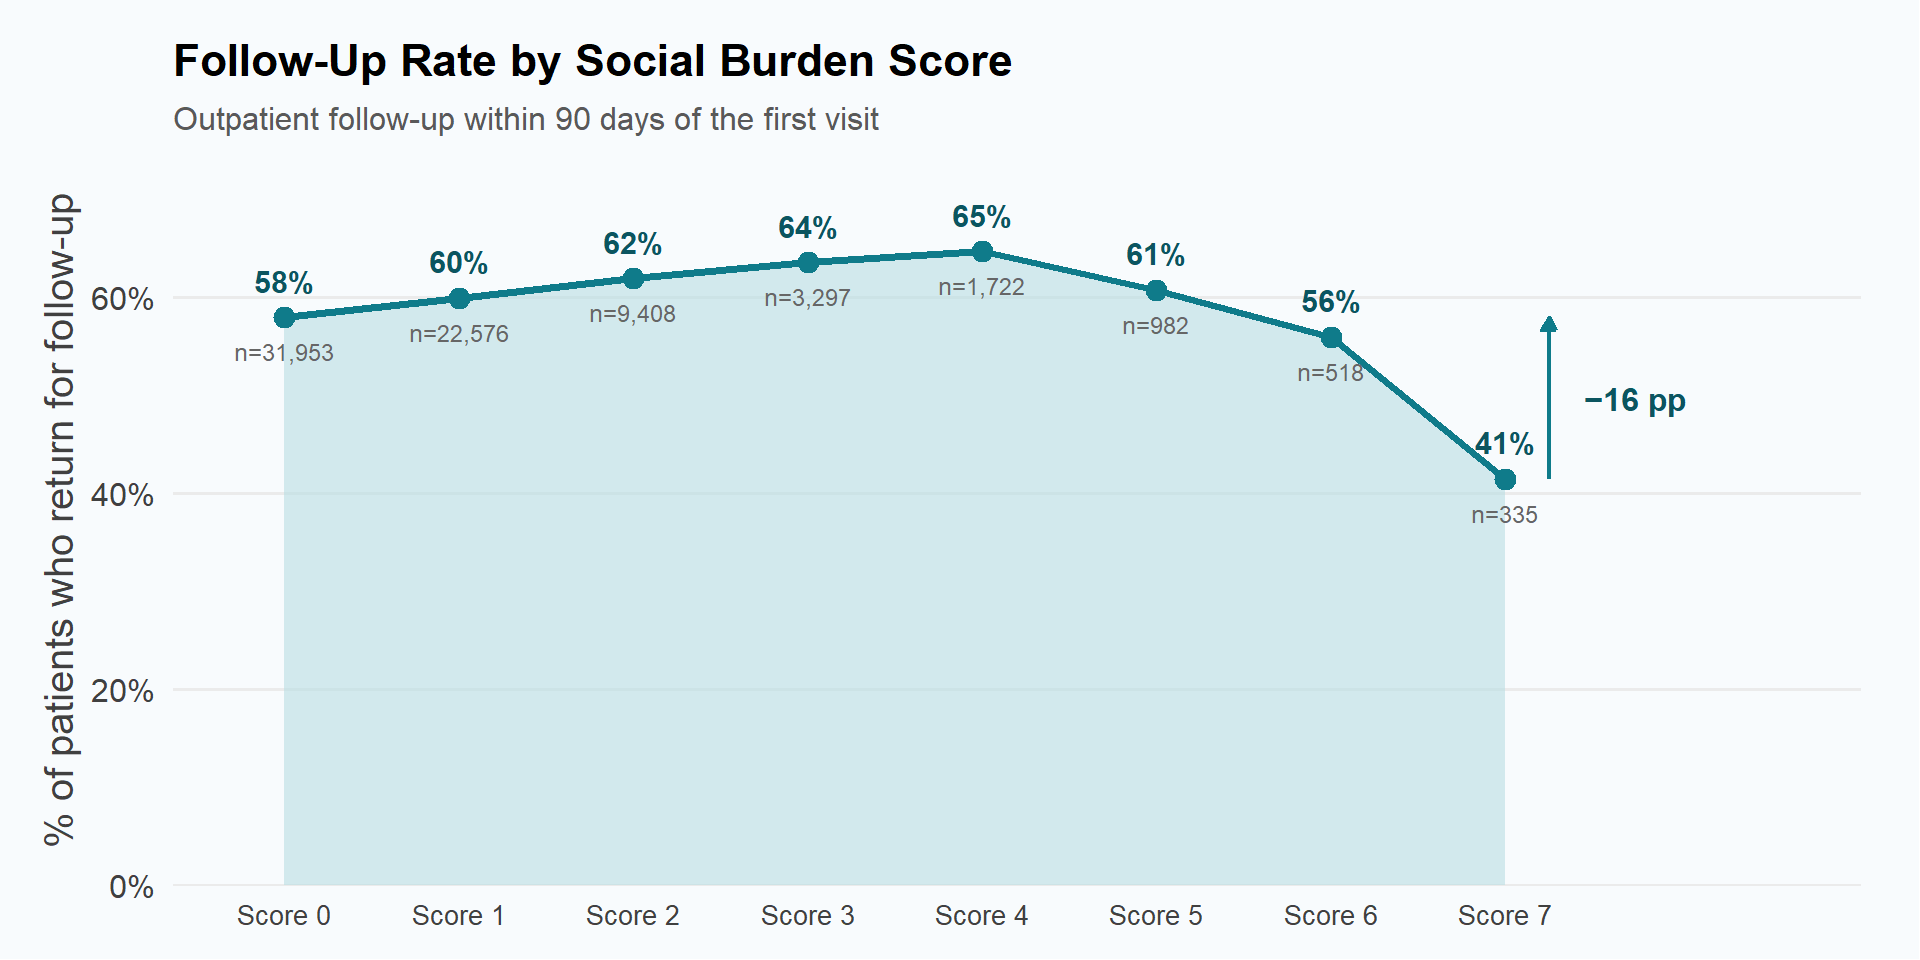 Follow-Up Rate by Social Burden Score
Outpatient follow-up within 90 days of the first visit
% of patients who return for follow-up
60%
40%
20%
0%
58%
60%
62%
64%
65%
61%
56%
41%
n=31,953
n=22,576
n=9,408
n=3,297
n=1,722
n=982
n=518
n=335
−16 pp
Score 0
Score 1
Score 2
Score 3
Score 4
Score 5
Score 6
Score 7